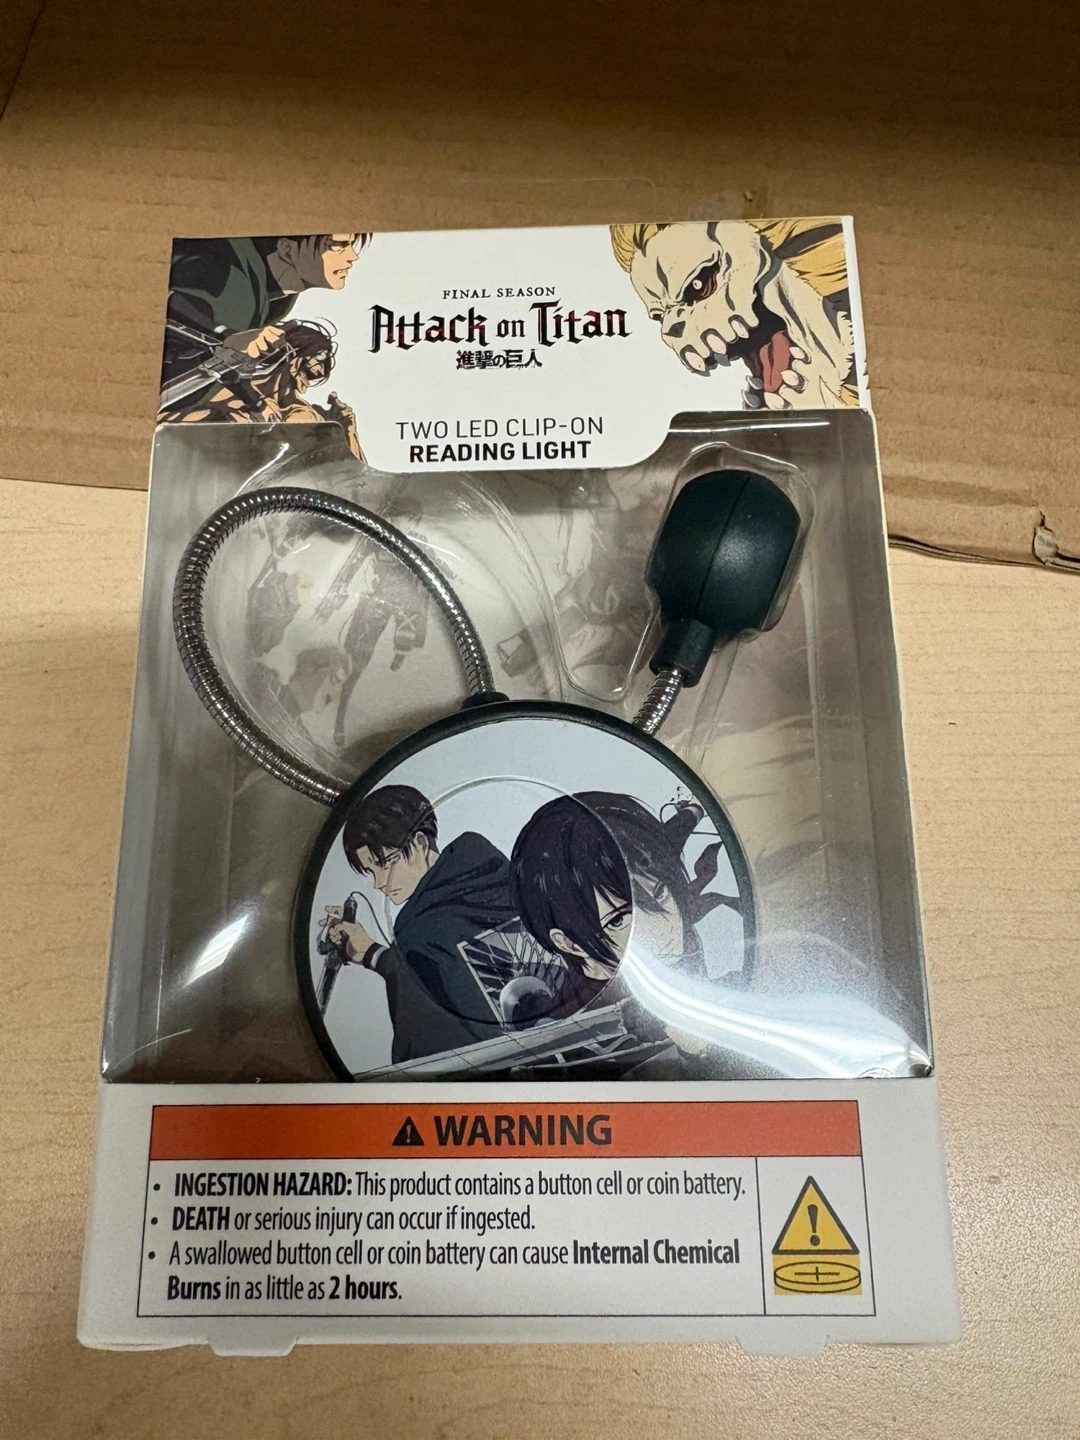 FINAL SEASON
Attack on Titan
進撃の巨人
TWO LED CLIP-ON
READING LIGHT
WARNING
• INGESTION HAZARD: This product contains a button cell or coin battery.
• DEATH or serious injury can occur if ingested.
• A swallowed button cell or coin battery can cause Internal Chemical
Burns in as little as 2 hours.